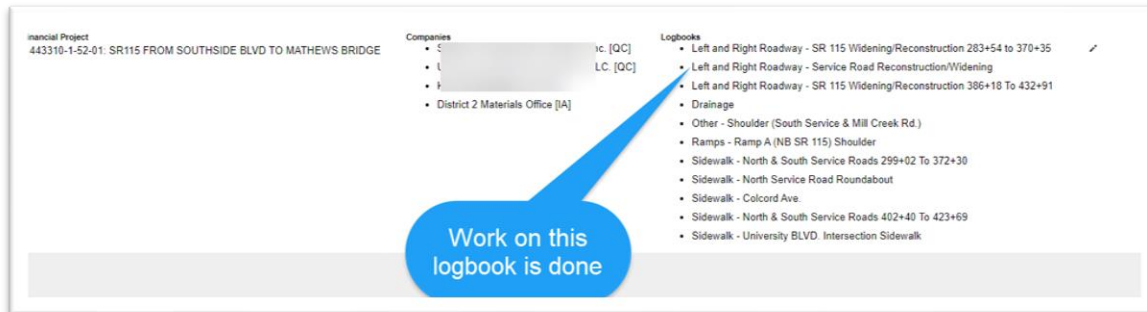 inancial Project
443310-1-52-01: SR115 FROM SOUTHSIDE BLVD TO MATHEWS BRIDGE
Companies
nc. [QC]
LC. [QC]
District 2 Materials Office [IA]
Logbooks
Left and Right Roadway - SR 115 Widening/Reconstruction 283+54 to 370+35
Left and Right Roadway - Service Road Reconstruction/Widening
Left and Right Roadway - SR 115 Widening/Reconstruction 386+18 To 432+91
Drainage
Other - Shoulder (South Service & Mill Creek Rd.)
Ramps - Ramp A (NB SR 115) Shoulder
Sidewalk - North & South Service Roads 299+02 To 372+30
Sidewalk - North Service Road Roundabout
Sidewalk - Colcord Ave.
Sidewalk - North & South Service Roads 402+40 To 423+69
Sidewalk - University BLVD. Intersection Sidewalk
Work on this
logbook is done